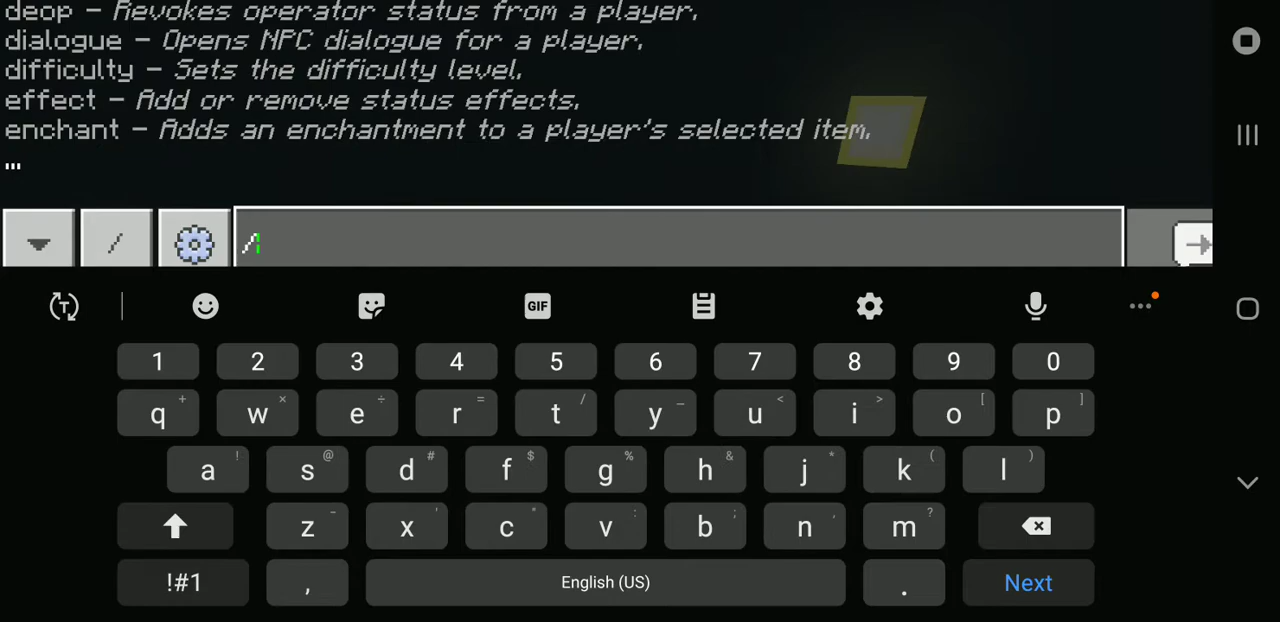 deop – Revokes operator status from a player.
dialogue – Opens NPC dialogue for a player.
difficulty – Sets the difficulty level.
effect – Add or remove status effects.
enchant – Adds an enchantment to a player's selected item.
...
/
/
T
GIF
...
1 2 3 4 5 6 7 8 9 0
q + w × e ÷ r = t / y _ u < i > o [ p ]
a ! s @ d # f $ g % h & j * k ( l )
z - x ' c " v : b ; n , m ?
!#1 , English (US) . Next